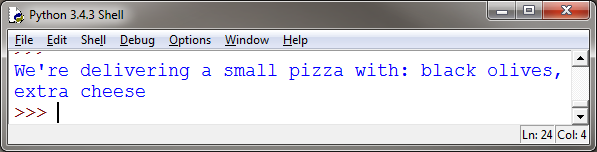 Python 3.4.3 Shell
File Edit Shell Debug Options Window Help
>>>
We're delivering a small pizza with: black olives,
extra cheese
>>>
Ln: 24 Col: 4